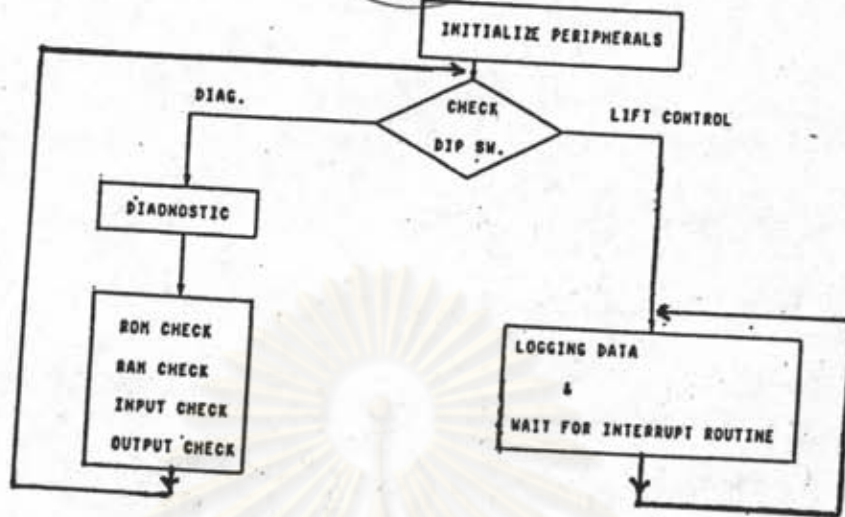 INITIALIZE PERIPHERALS
DIAG.
CHECK
DIP SW.
LIFT CONTROL
DIADNOSTIC
ROM CHECK
RAM CHECK
INPUT CHECK
OUTPUT CHECK
LOGGING DATA
&
WAIT FOR INTERRUPT ROUTINE